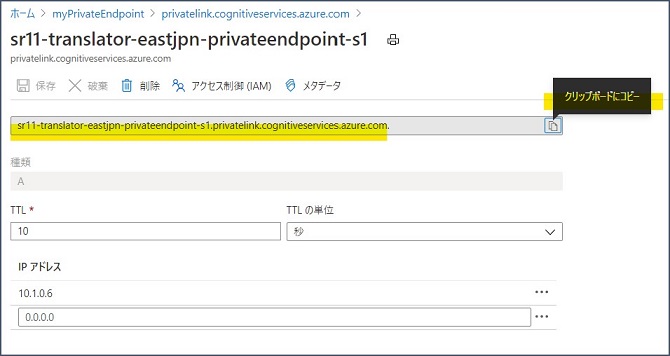 ホーム > myPrivateEndpoint > privatelink.cognitiveservices.azure.com >
sr11-translator-eastjpn-privateendpoint-s1
privatelink.cognitiveservices.azure.com
保存 破棄 削除 アクセス制御 (IAM) メタデータ
クリップボードにコピー
sr11-translator-eastjpn-privateendpoint-s1.privatelink.cognitiveservices.azure.com.
種類
A
TTL * TTL の単位
10 秒
IP アドレス
10.1.0.6 ...
0.0.0.0 ...